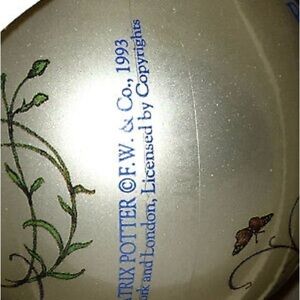 TRIX POTTER © F.W. & Co., 1993
ork and London, Licensed by Copyrights